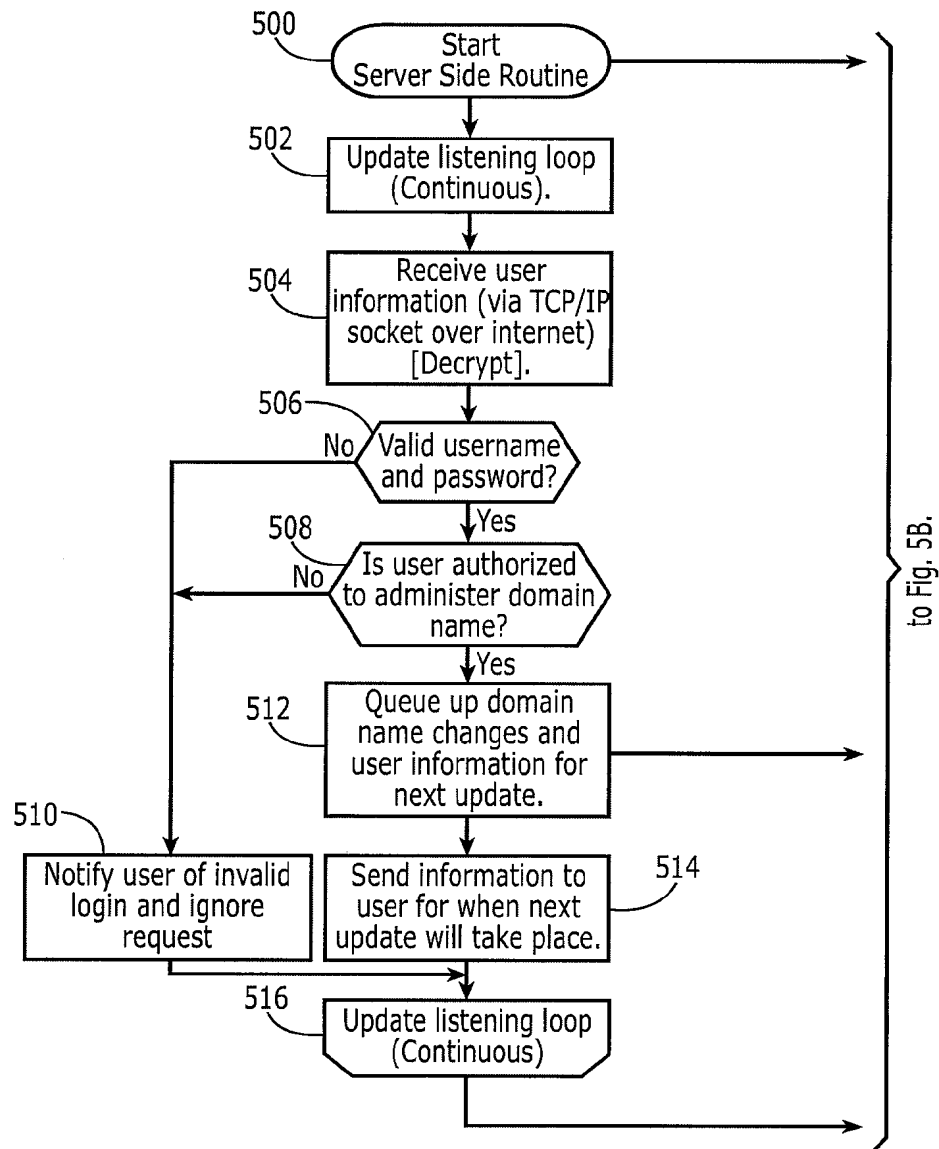 500
Start
Server Side Routine
502
Update listening loop
(Continuous).
504
Receive user
information (via TCP/IP
socket over internet)
[Decrypt].
506
No
Valid username
and password?
Yes
508
No
Is user authorized
to administer domain
name?
Yes
512
Queue up domain
name changes and
user information for
next update.
510
Notify user of invalid
login and ignore
request
514
Send information to
user for when next
update will take place.
516
Update listening loop
(Continuous)
to Fig. 5B.